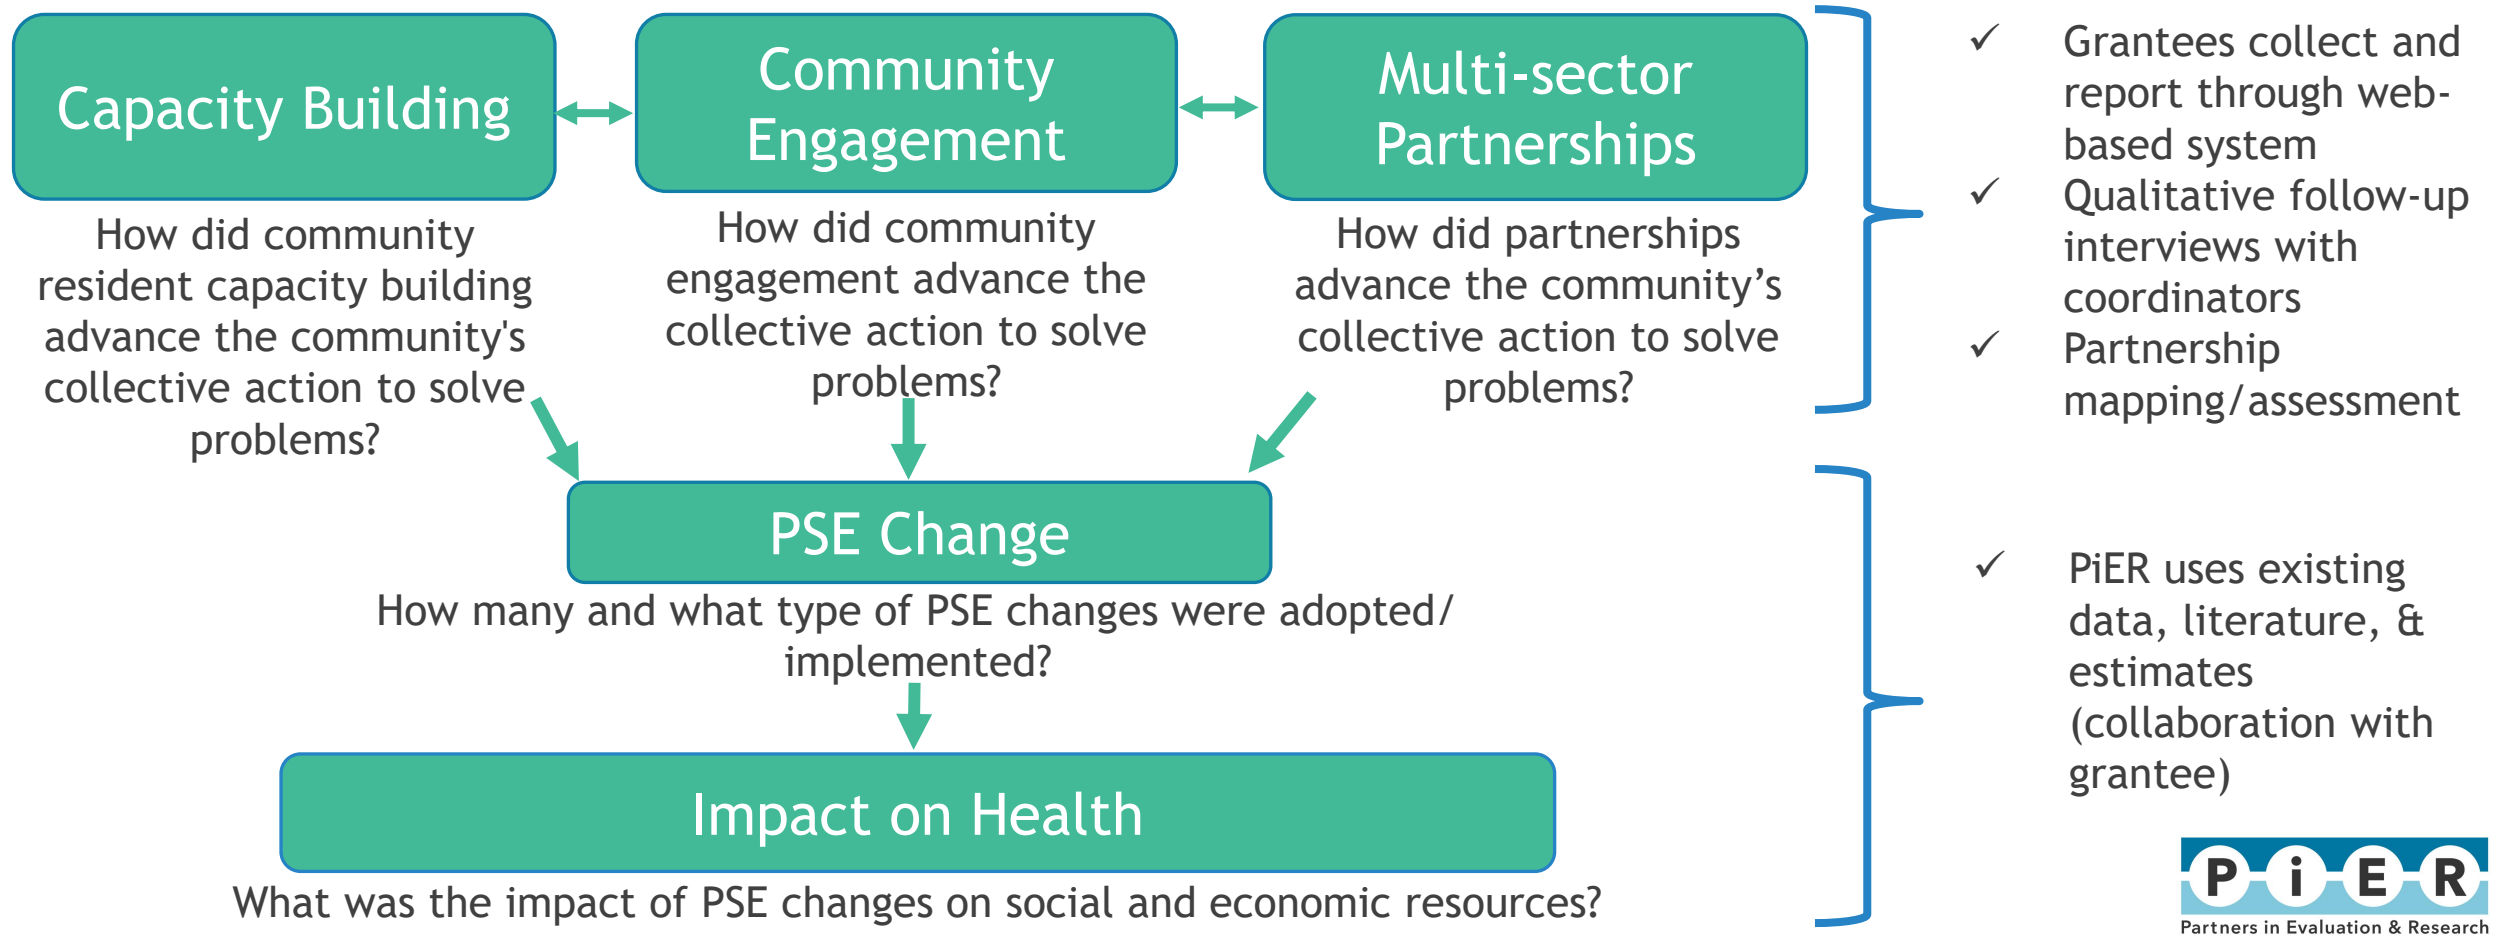 Capacity Building
Community
Engagement
Multi-sector
Partnerships
How did community
resident capacity building
advance the community's
collective action to solve
problems?
How did community
engagement advance the
collective action to solve
problems?
How did partnerships
advance the community’s
collective action to solve
problems?
✓ Grantees collect and
report through web-
based system
✓ Qualitative follow-up
interviews with
coordinators
✓ Partnership
mapping/assessment
PSE Change
How many and what type of PSE changes were adopted/
implemented?
Impact on Health
What was the impact of PSE changes on social and economic resources?
✓ PiER uses existing
data, literature, &
estimates
(collaboration with
grantee)
PiER
Partners in Evaluation & Research